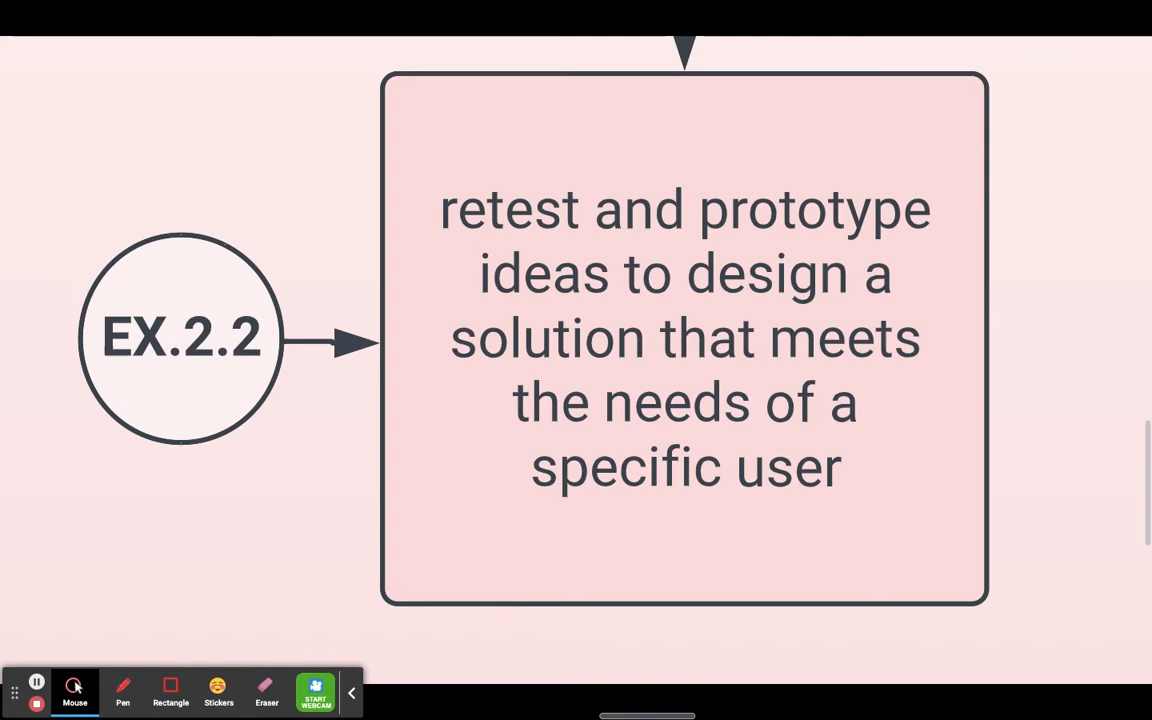 retest and prototype
ideas to design a
solution that meets
the needs of a
specific user
EX.2.2
Mouse
Pen
Rectangle
Stickers
Eraser
START
WEBCAM